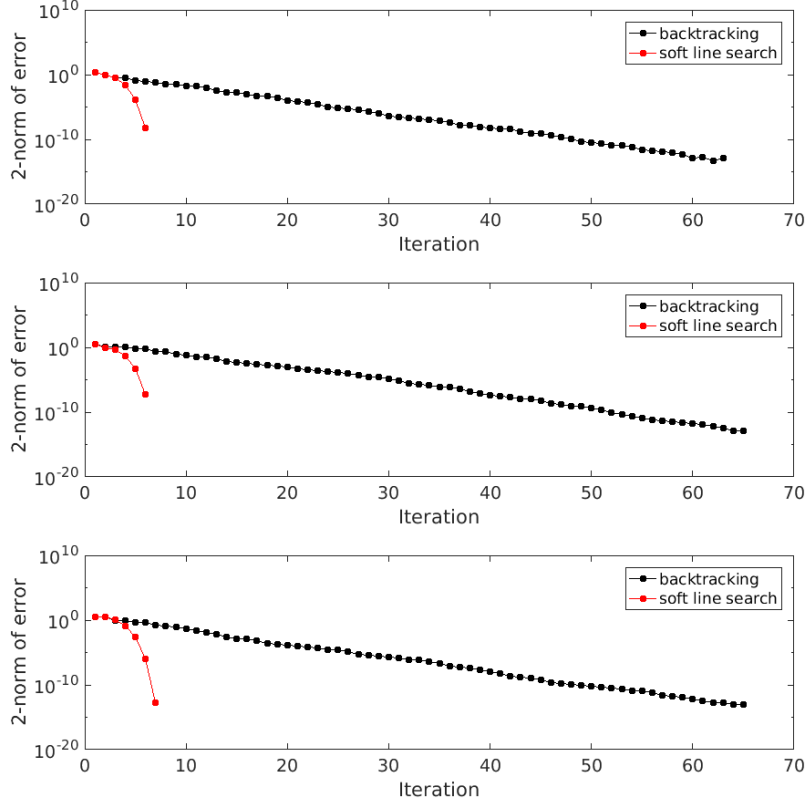 10^10
backtracking
soft line search
10^0
10^-10
10^-20
2-norm of error
0 10 20 30 40 50 60 70
Iteration
10^10
backtracking
soft line search
10^0
10^-10
10^-20
2-norm of error
0 10 20 30 40 50 60 70
Iteration
10^10
backtracking
soft line search
10^0
10^-10
10^-20
2-norm of error
0 10 20 30 40 50 60 70
Iteration